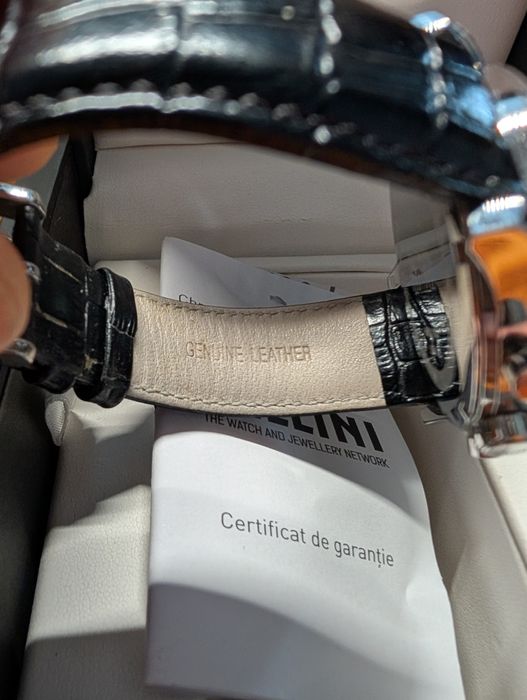 GENUINE LEATHER
THE WATCH AND JEWELLERY NETWORK
Certificat de garanție